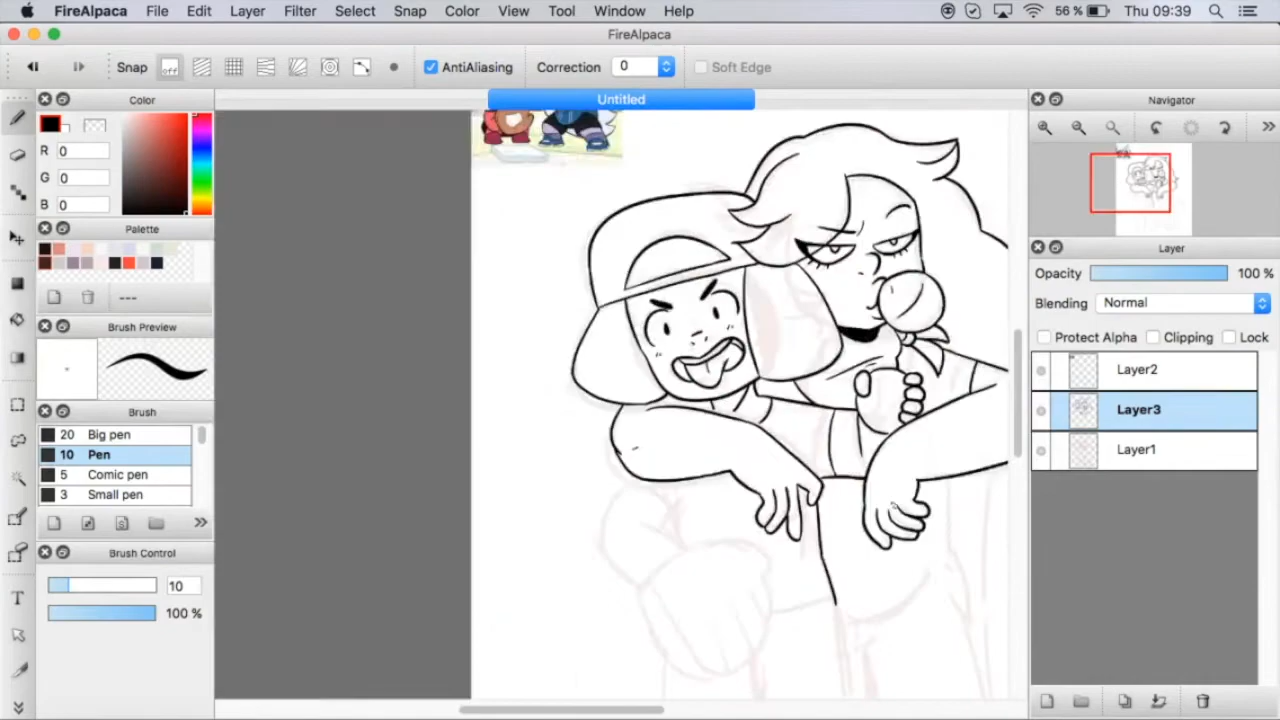 FireAlpaca File Edit Layer Filter Select Snap Color View Tool Window Help 56 % Thu 09:39
FireAlpaca
Snap off AntiAliasing Correction 0 Soft Edge
Color
R 0
G 0
B 0
Palette
---
Brush Preview
Brush
20 Big pen
10 Pen
5 Comic pen
3 Small pen
Brush Control
10
100 %
Untitled
Navigator
Layer
Opacity 100 %
Blending Normal
Protect Alpha Clipping Lock
Layer2
Layer3
Layer1